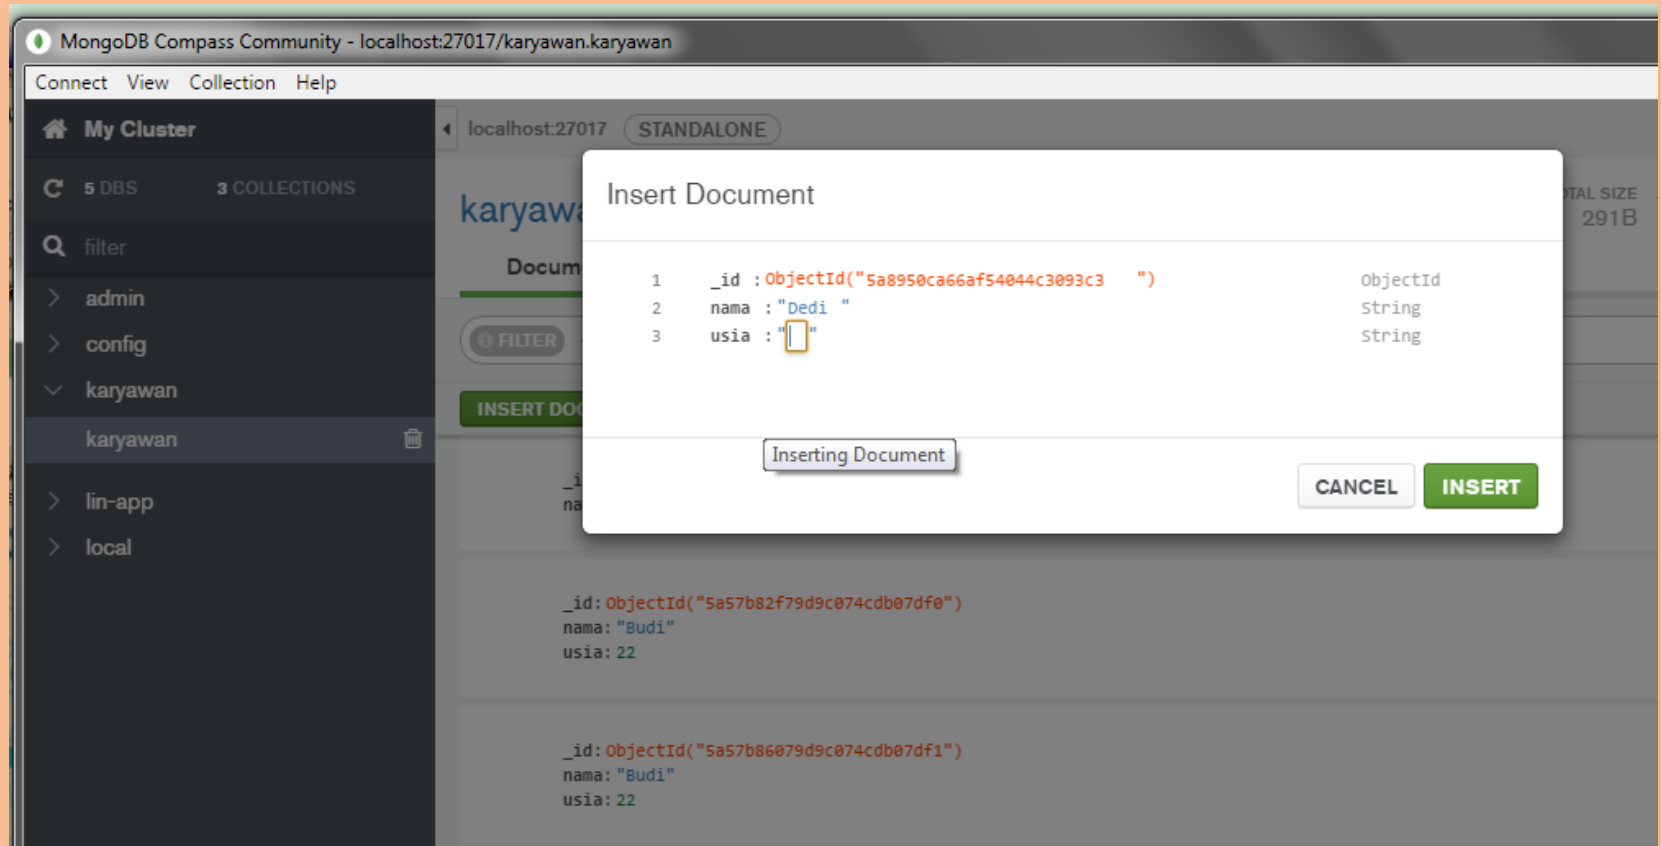 MongoDB Compass Community - localhost:27017/karyawan.karyawan
Connect View Collection Help
My Cluster
5 DBS 3 COLLECTIONS
filter
admin
config
karyawan
karyawan
lin-app
local
localhost:27017 STANDALONE
291B
FILTER
Insert Document
1 _id : ObjectId("5a8950ca66af54044c3093c3 ") ObjectId
2 nama : "Dedi " String
3 usia : " " String
Inserting Document
CANCEL INSERT
_id: ObjectId("5a57b82f79d9c074cdb07df0")
nama: "Budi"
usia: 22
_id: ObjectId("5a57b86079d9c074cdb07df1")
nama: "Budi"
usia: 22